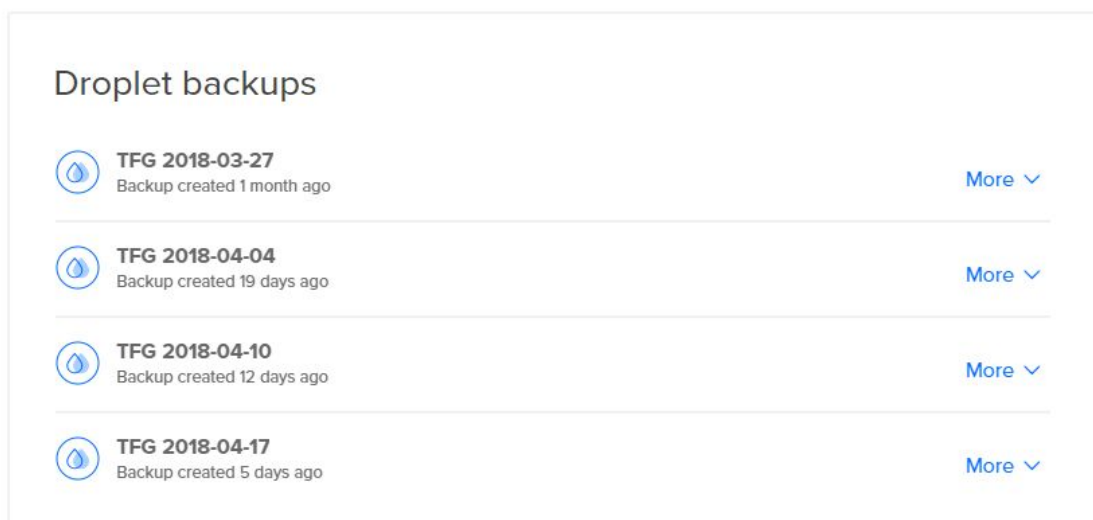 Droplet backups
TFG 2018-03-27
Backup created 1 month ago
More
TFG 2018-04-04
Backup created 19 days ago
More
TFG 2018-04-10
Backup created 12 days ago
More
TFG 2018-04-17
Backup created 5 days ago
More